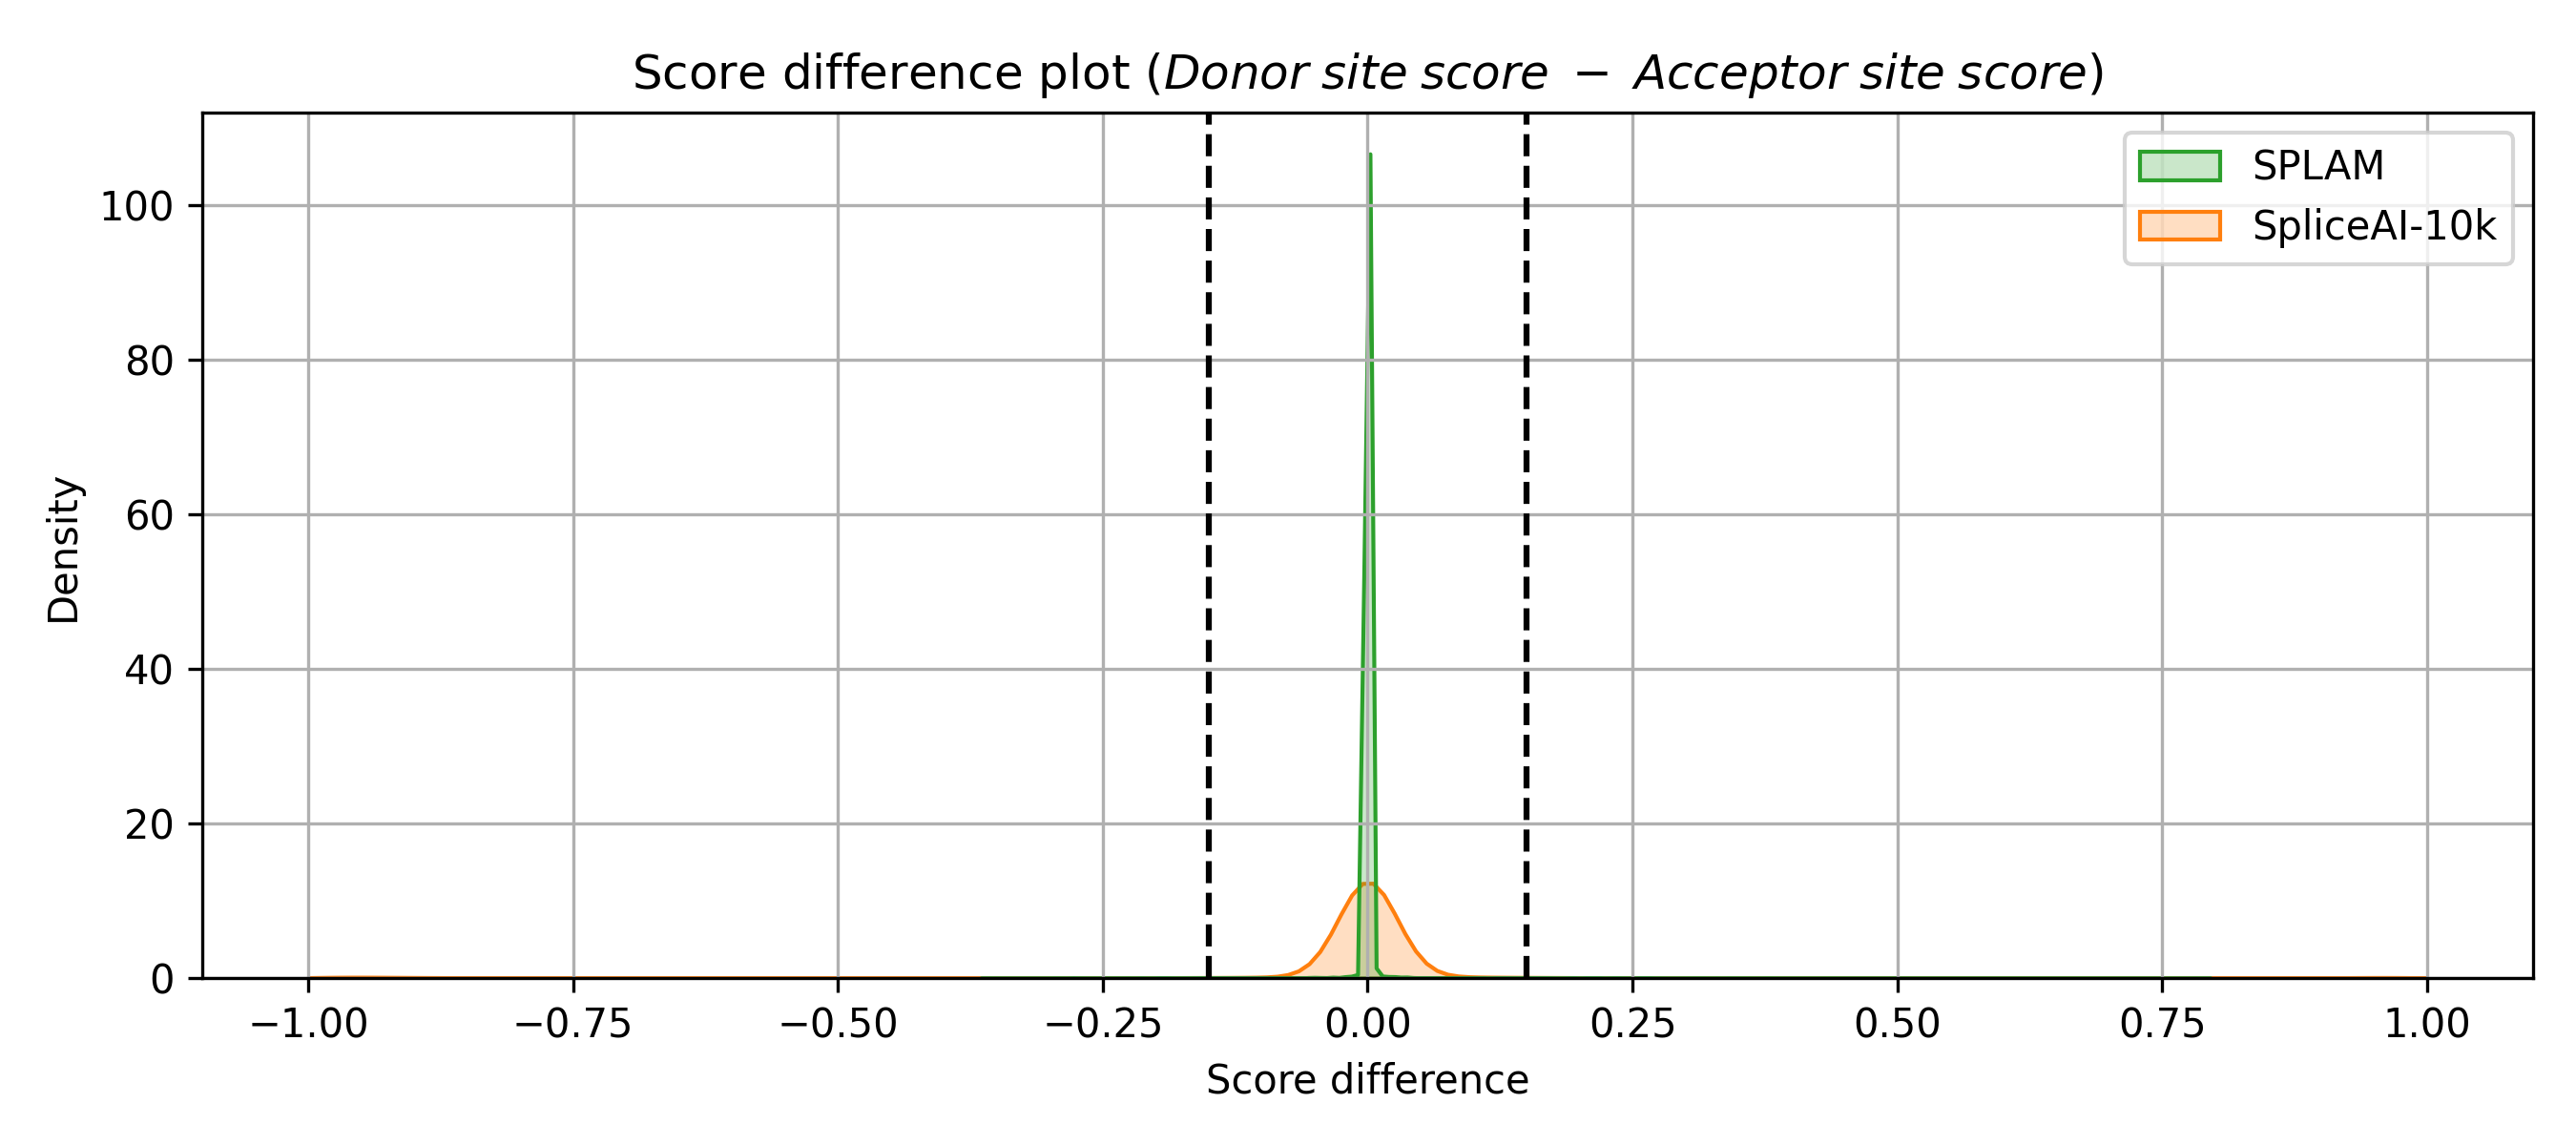 Score difference plot (Donor site score − Acceptor site score)
SPLAM
SpliceAI-10k
Density
100
80
60
40
20
0
−1.00 −0.75 −0.50 −0.25 0.00 0.25 0.50 0.75 1.00
Score difference